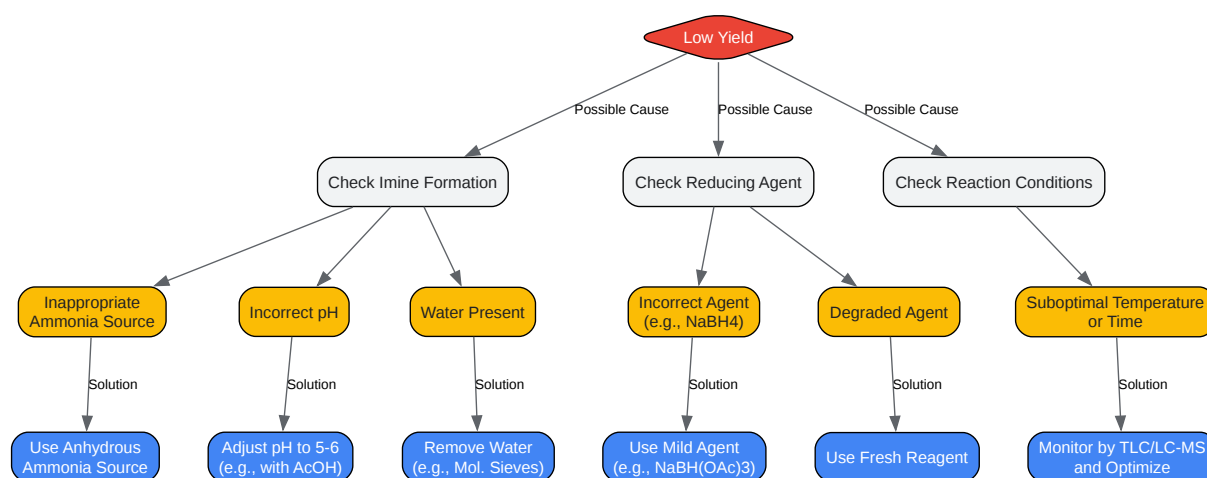 Low Yield
Possible Cause
Possible Cause
Possible Cause
Check Imine Formation
Check Reducing Agent
Check Reaction Conditions
Inappropriate
Ammonia Source
Incorrect pH
Water Present
Incorrect Agent
(e.g., NaBH4)
Degraded Agent
Suboptimal Temperature
or Time
Solution
Solution
Solution
Solution
Solution
Solution
Use Anhydrous
Ammonia Source
Adjust pH to 5-6
(e.g., with AcOH)
Remove Water
(e.g., Mol. Sieves)
Use Mild Agent
(e.g., NaBH(OAc)3)
Use Fresh Reagent
Monitor by TLC/LC-MS
and Optimize